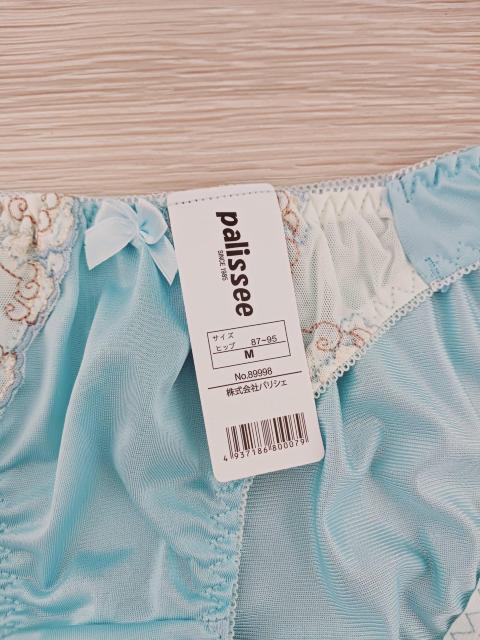 palissee
SINCE 1985
サイズ
ヒップ 87~95
M
No.89998
株式会社パリシェ
4 937186 800079